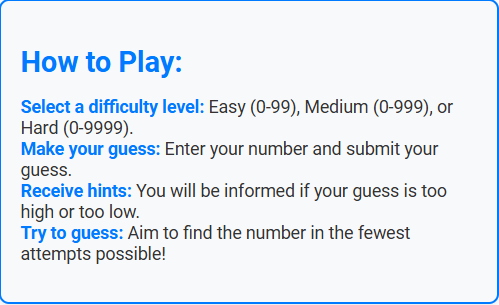 How to Play:
Select a difficulty level: Easy (0-99), Medium (0-999), or
Hard (0-9999).
Make your guess: Enter your number and submit your
guess.
Receive hints: You will be informed if your guess is too
high or too low.
Try to guess: Aim to find the number in the fewest
attempts possible!